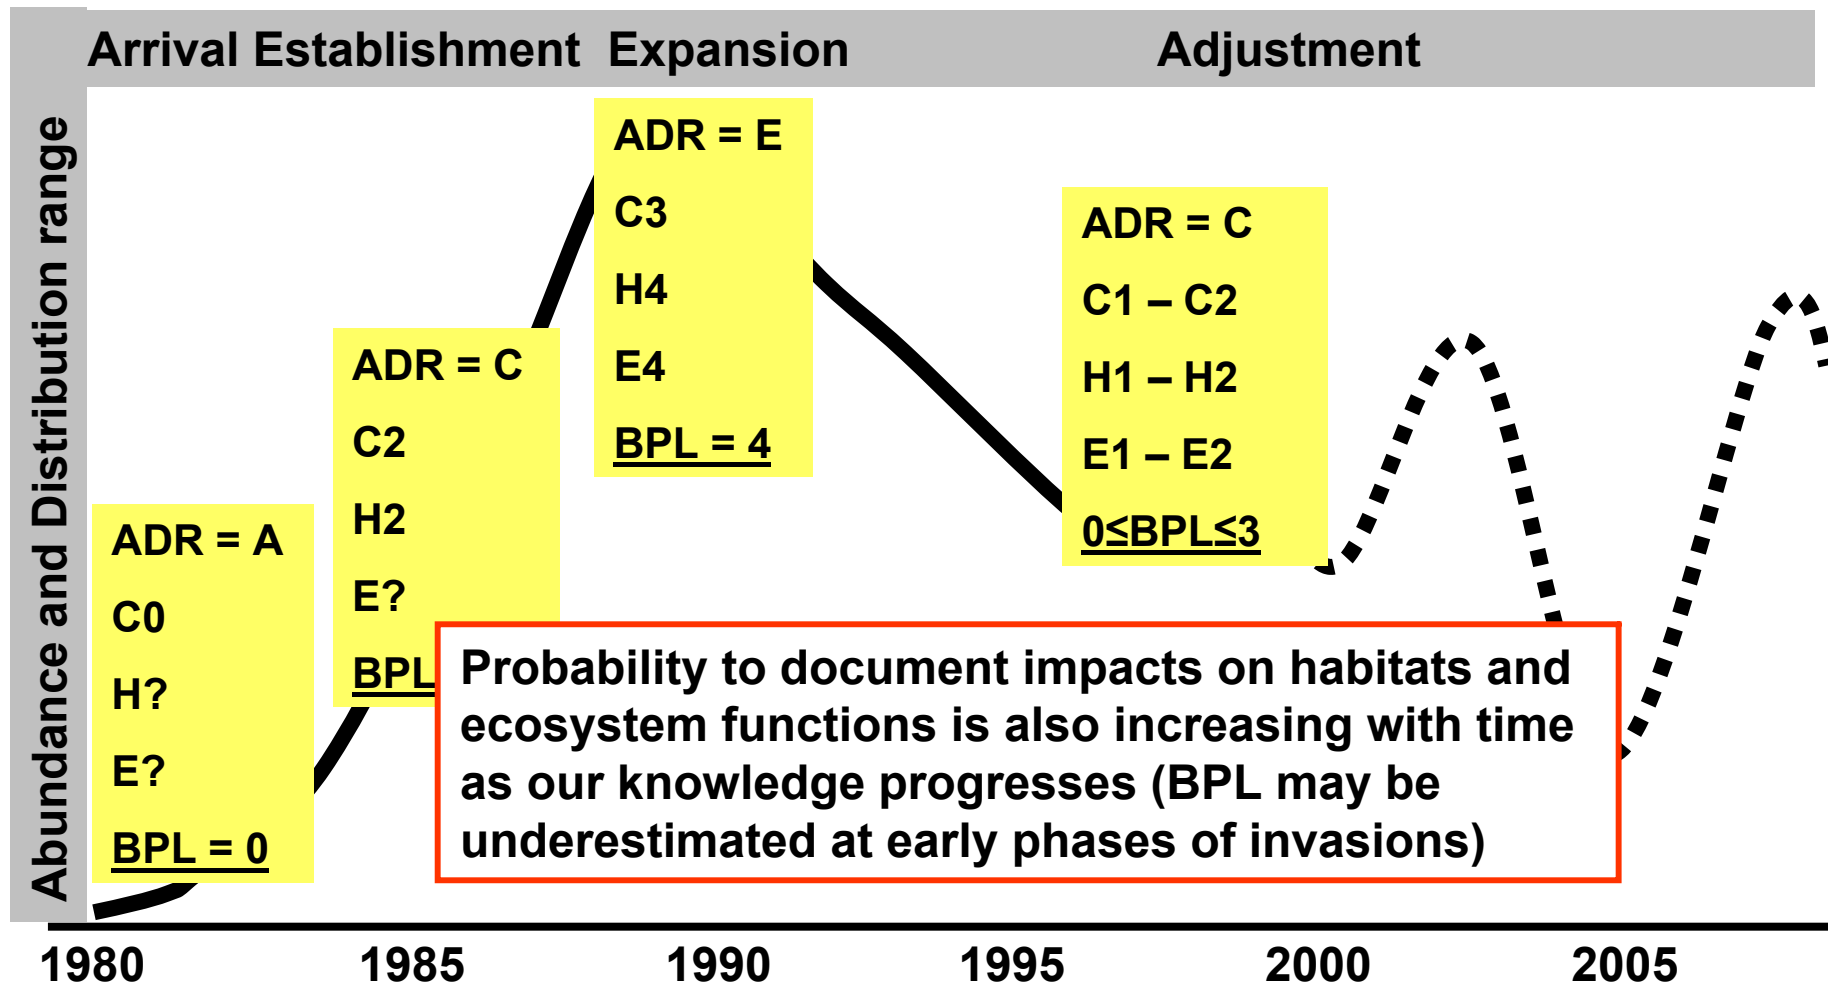 Arrival Establishment Expansion Adjustment
Abundance and Distribution range
ADR = A
C0
H?
E?
BPL = 0
ADR = C
C2
H2
E?
BPL
ADR = E
C3
H4
E4
BPL = 4
ADR = C
C1 – C2
H1 – H2
E1 – E2
0≤BPL≤3
Probability to document impacts on habitats and
ecosystem functions is also increasing with time
as our knowledge progresses (BPL may be
underestimated at early phases of invasions)
1980 1985 1990 1995 2000 2005